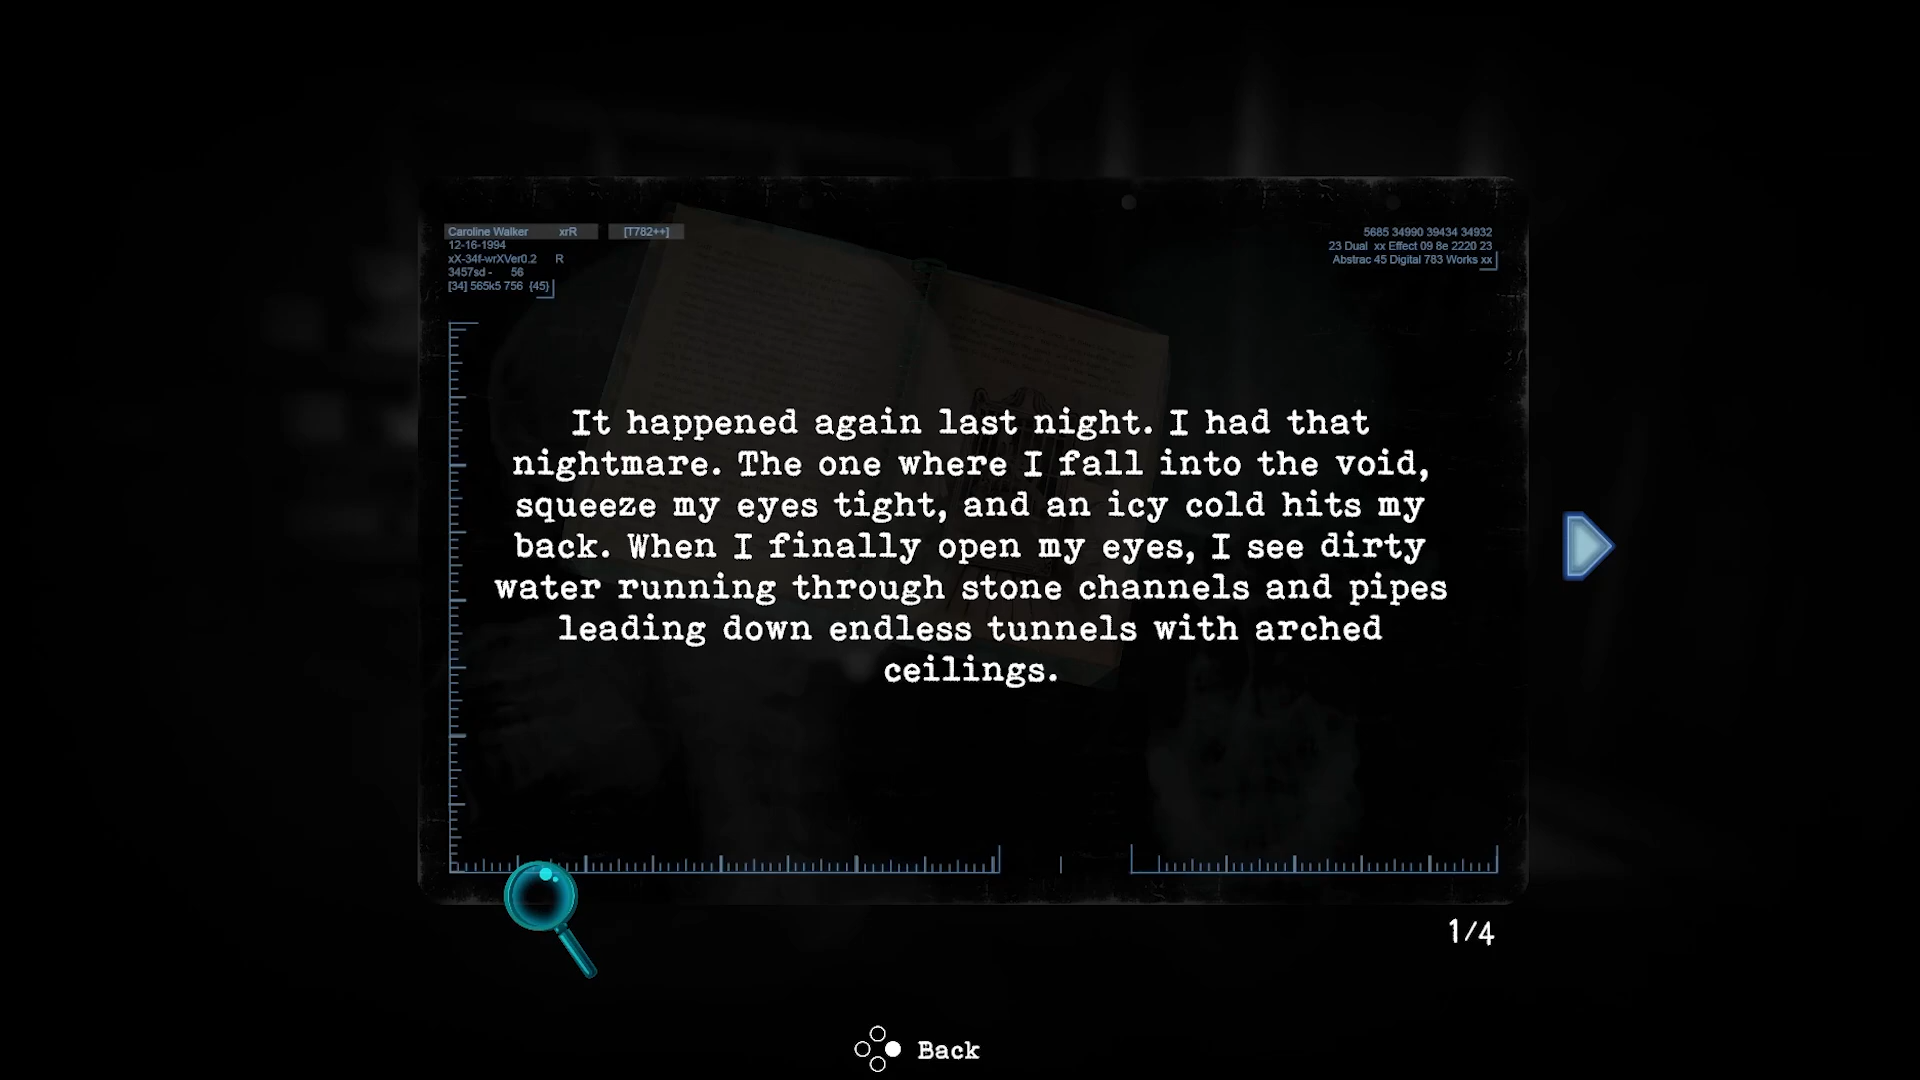 Caroline Walker xrR [T782++]
12-16-1994
xX-34f-wrXVer0.2 R
3457sd - 56
[34] 565k5 756 {45}
5685 34990 39434 34932
23 Dual xx Effect 09 8e 2220 23
Abstrac 45 Digital 783 Works xx
It happened again last night. I had that
nightmare. The one where I fall into the void,
squeeze my eyes tight, and an icy cold hits my
back. When I finally open my eyes, I see dirty
water running through stone channels and pipes
leading down endless tunnels with arched
ceilings.
1/4
Back